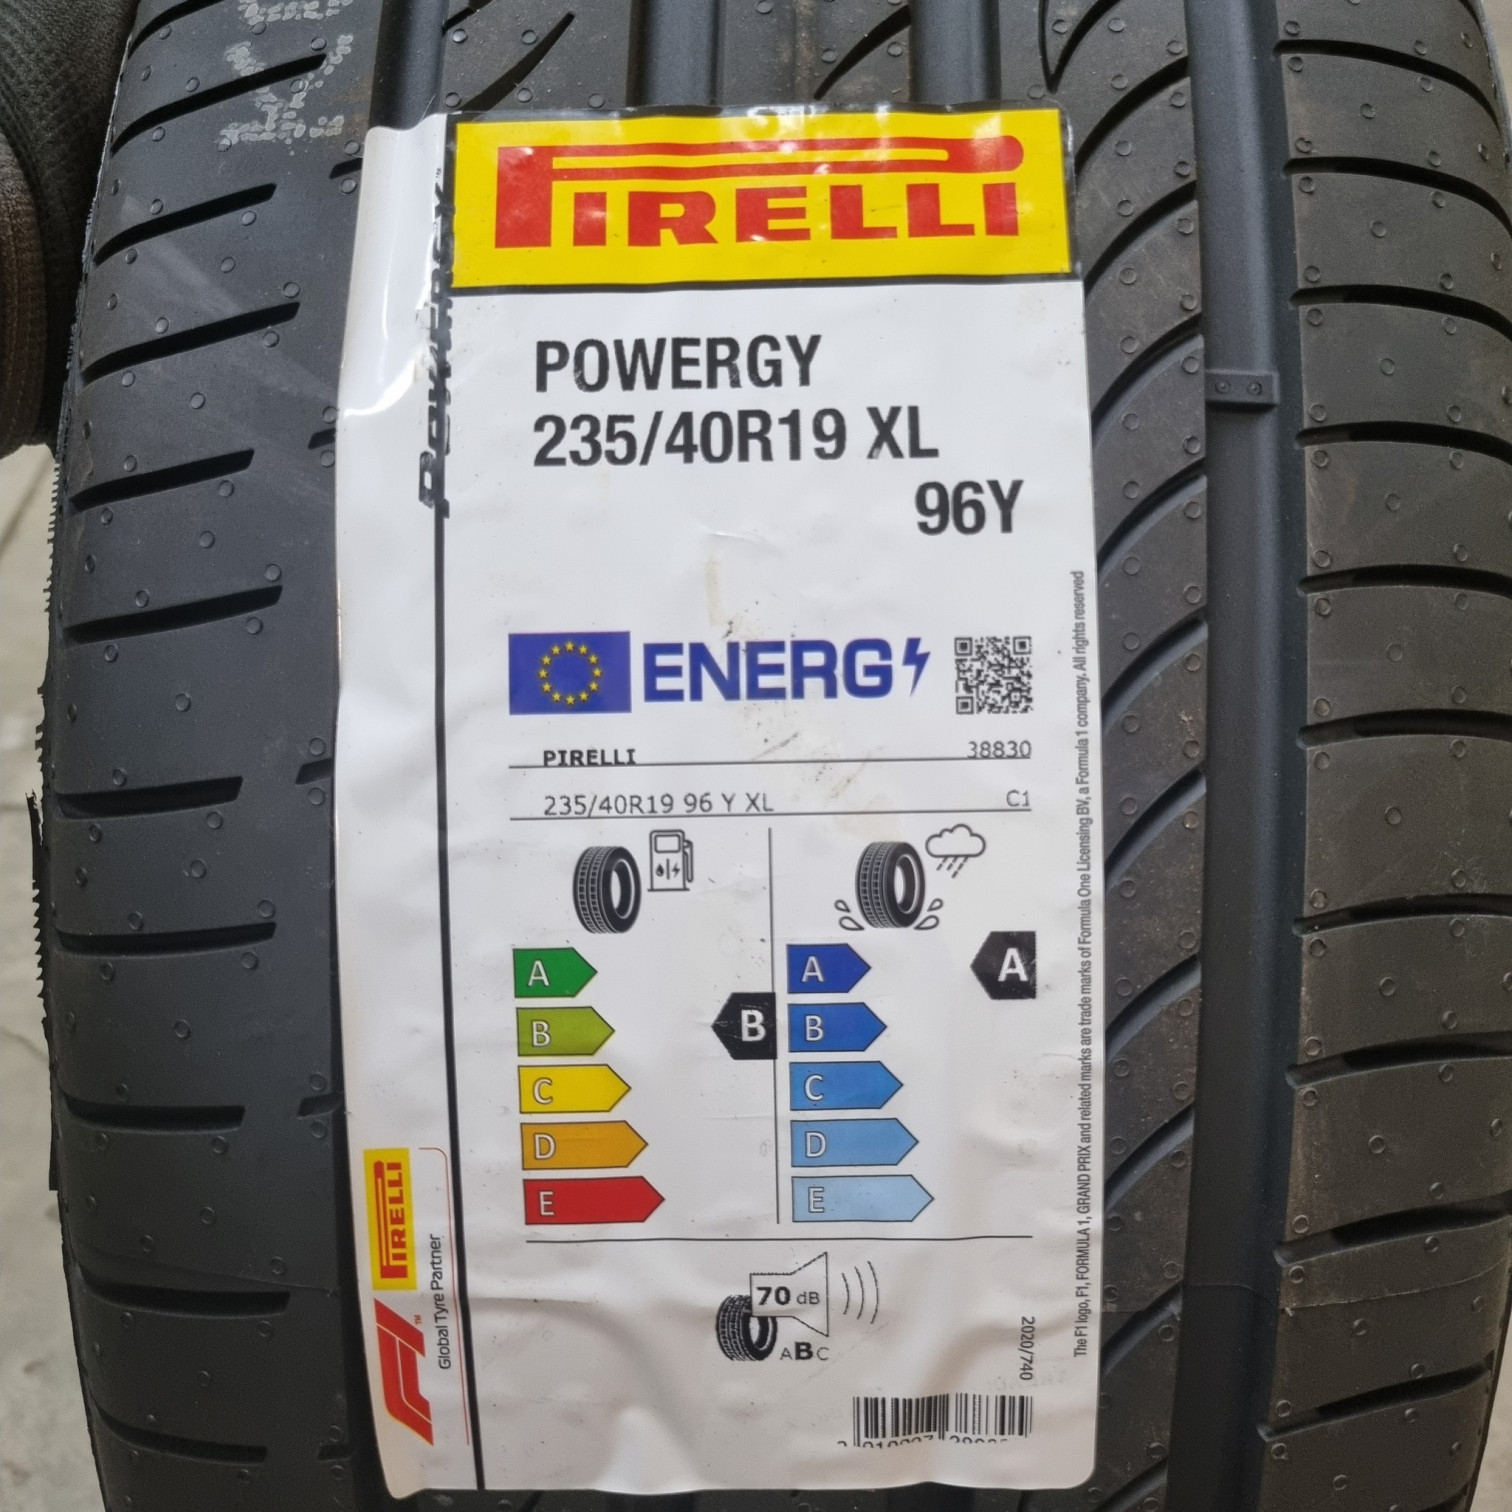 PIRELLI
POWERGY
235/40R19 XL
96Y
POWERGY™
ENERG
PIRELLI 38830
235/40R19 96 Y XL C1
A A A
B B B
C C
D D
E E
70 dB
ABC
2020/740
The F1 logo, F1, FORMULA 1, GRAND PRIX and related marks are trade marks of Formula One Licensing BV, a Formula 1 company. All rights reserved
PIRELLI
F1™
Global Tyre Partner